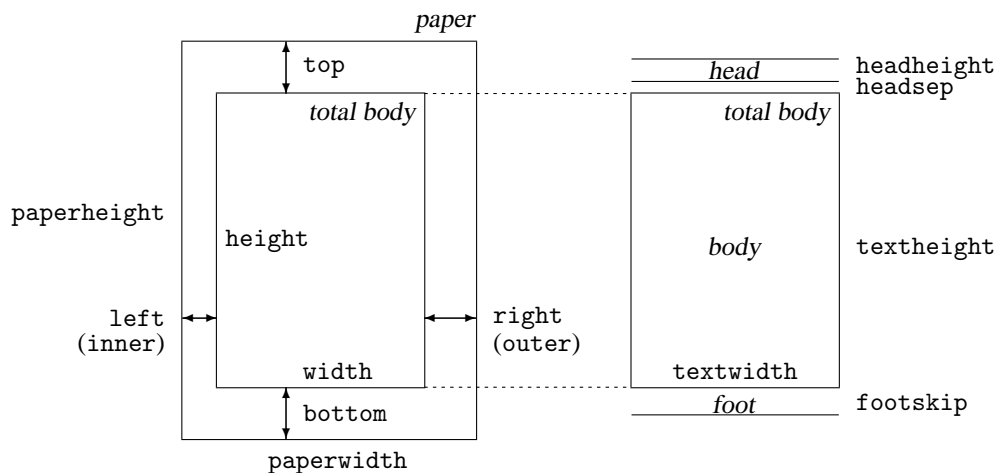 paper
top
total body
paperheight
height
left
(inner)
right
(outer)
width
bottom
paperwidth
head
headheight
headsep
total body
body
textheight
textwidth
foot
footskip